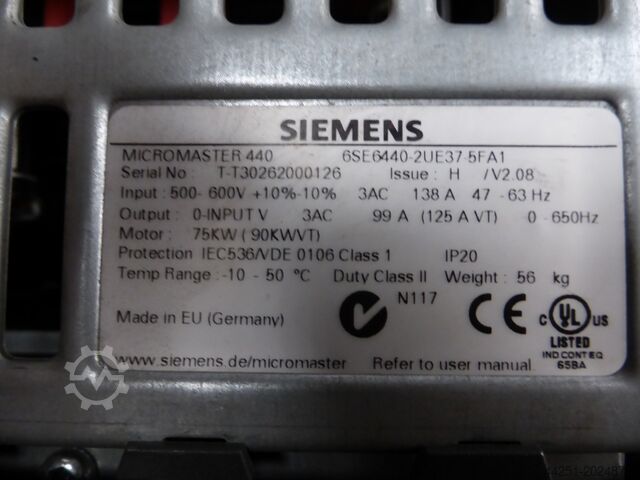 SIEMENS
MICROMASTER 440 6SE6440-2UE37-5FA1
Serial No : T-T30262000126 Issue : H /V2.08
Input : 500- 600V +10%-10% 3AC 138 A 47 - 63 Hz
Output : 0-INPUT V 3AC 99 A (125 A VT) 0 - 650Hz
Motor : 75KW ( 90KWVT)
Protection IEC536/VDE 0106 Class 1 IP20
Temp Range : -10 - 50 °C Duty Class II Weight : 56 kg
N117
Made in EU (Germany)
C UL US
LISTED
IND CONT EQ
65BA
www.siemens.de/micromaster Refer to user manual